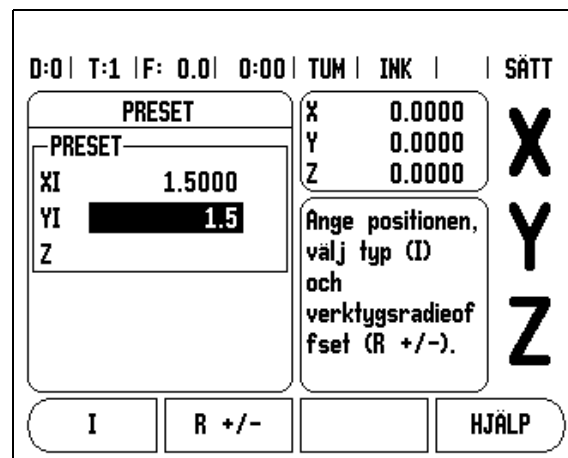 D:0 | T:1 | F: 0.0 | 0:00 | TUM | INK | | SÄTT
PRESET
PRESET
XI 1.5000
YI 1.5
Z
X 0.0000
Y 0.0000
Z 0.0000
Ange positionen,
välj typ (I)
och
verktygsradieof
fset (R +/-).
X
Y
Z
I
R +/-
HJÄLP